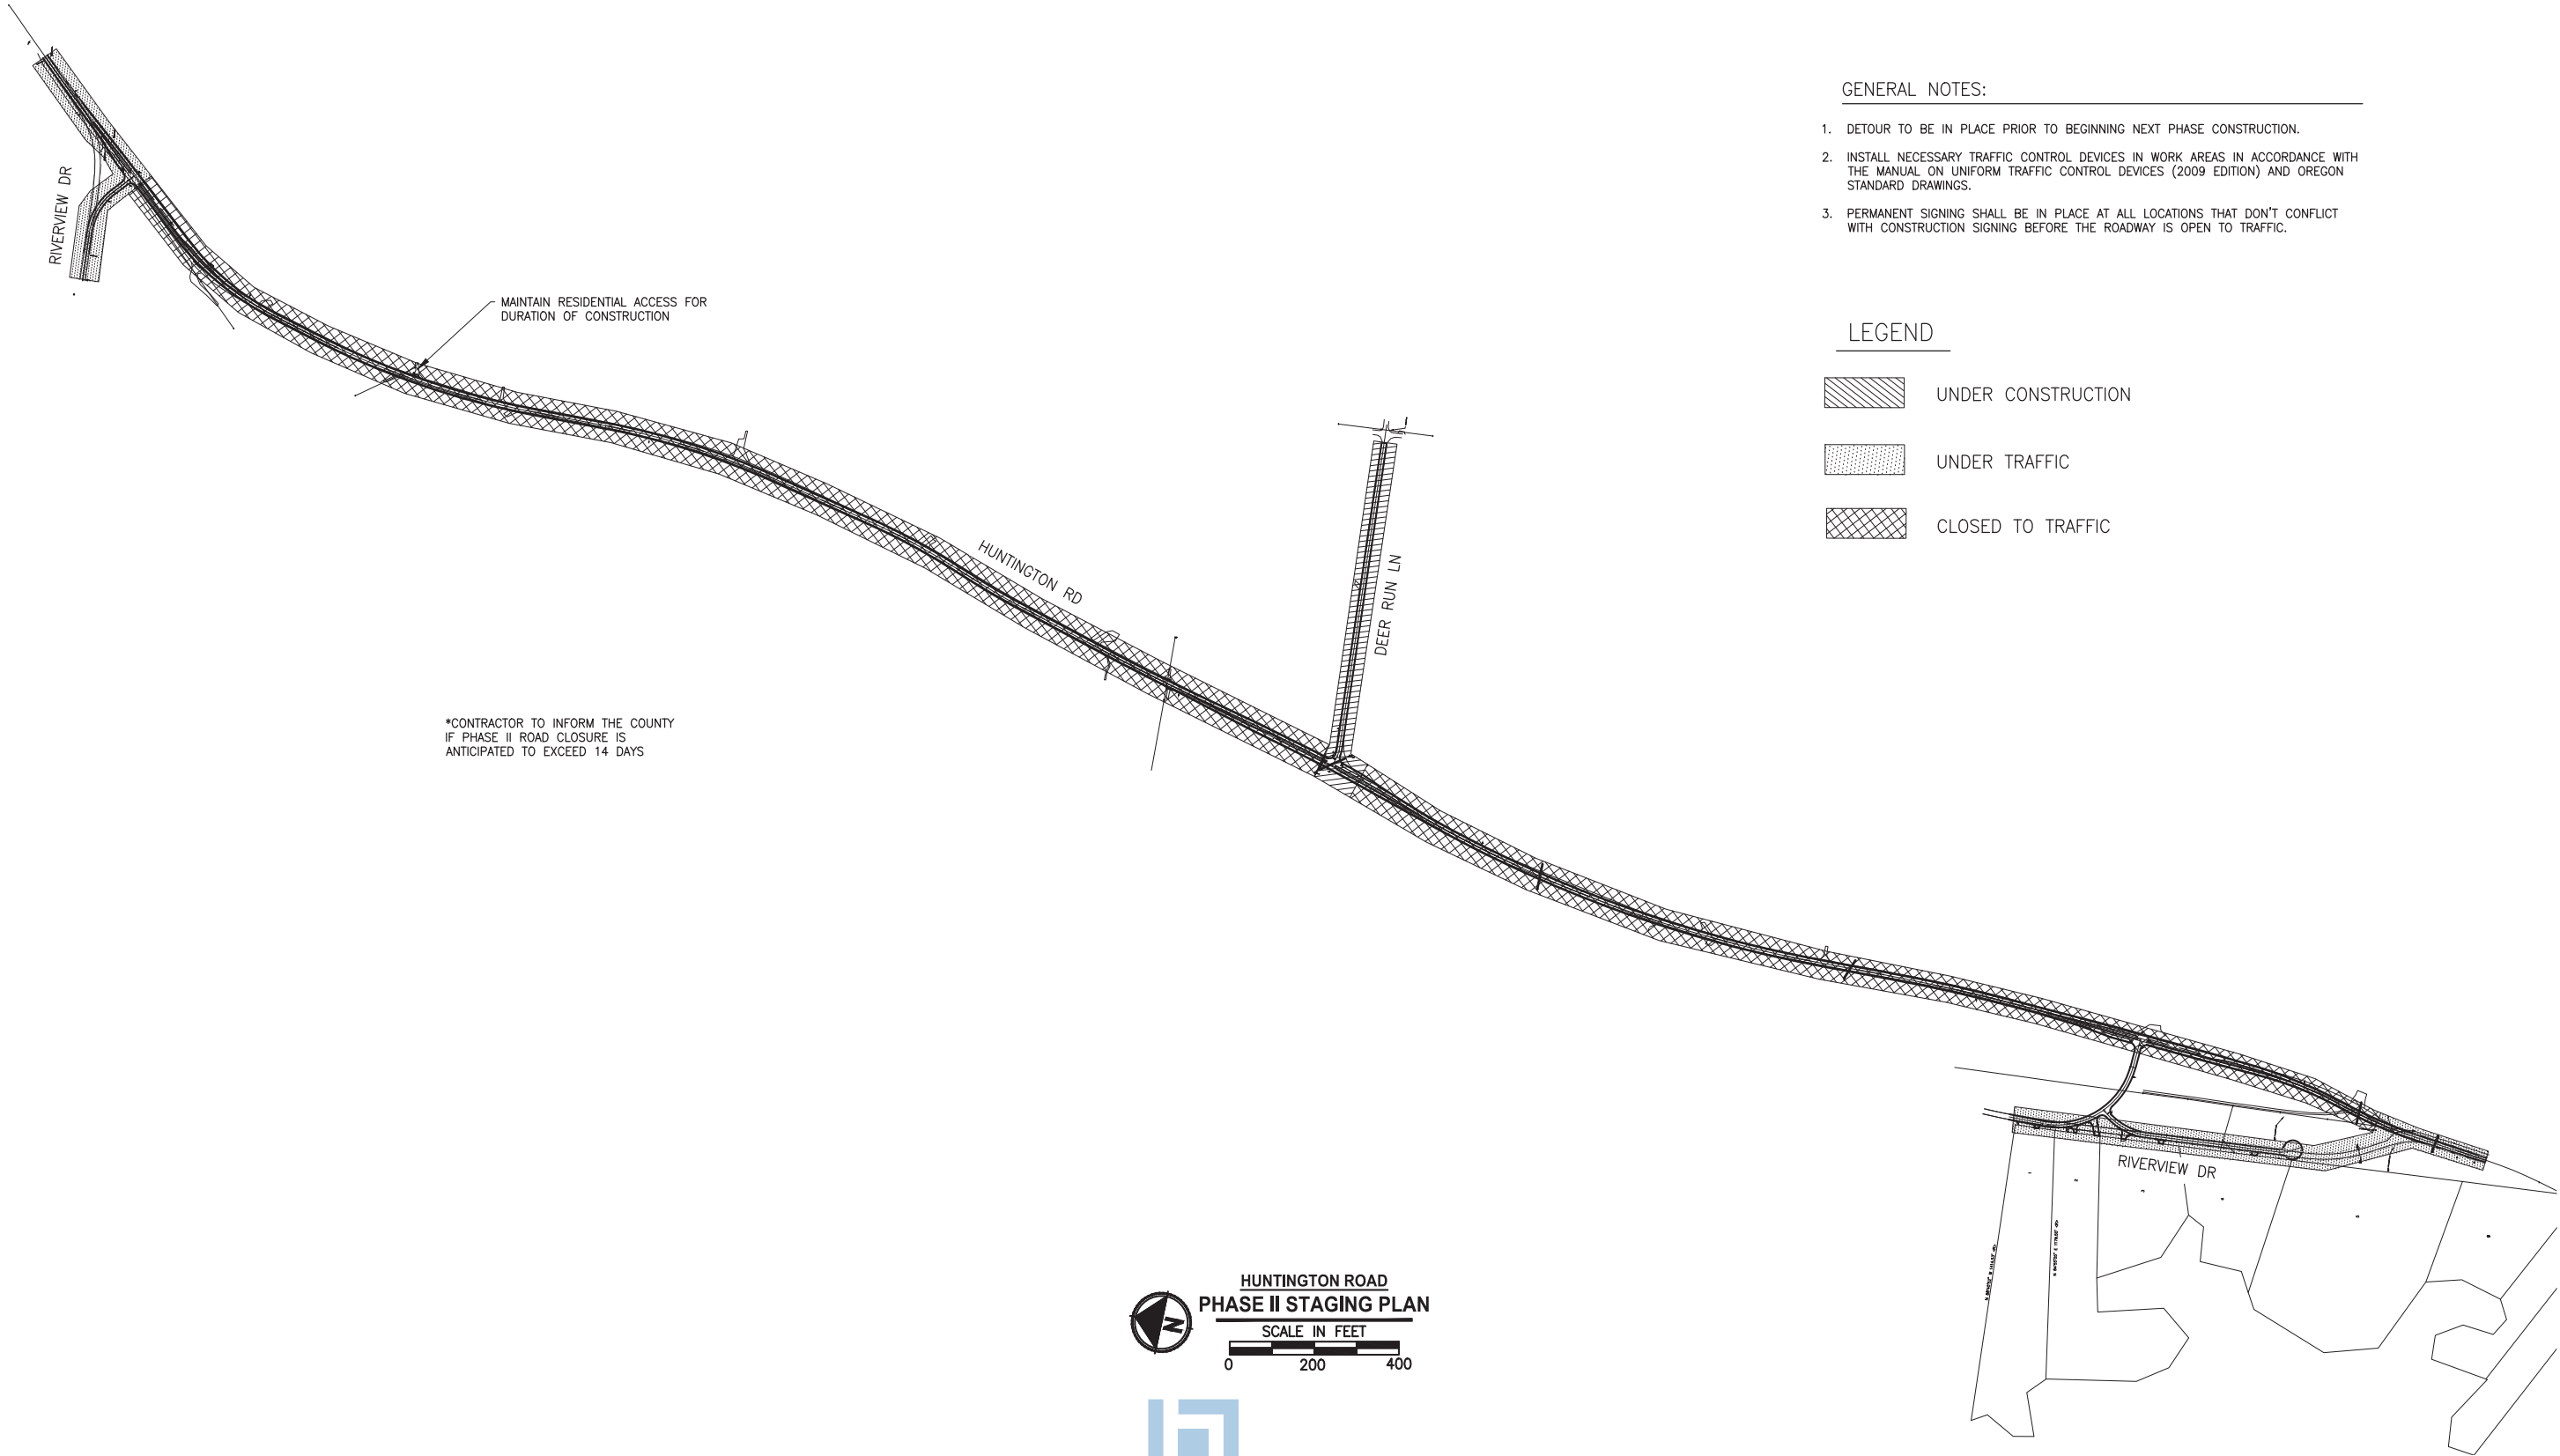 GENERAL NOTES:
1. DETOUR TO BE IN PLACE PRIOR TO BEGINNING NEXT PHASE CONSTRUCTION.
2. INSTALL NECESSARY TRAFFIC CONTROL DEVICES IN WORK AREAS IN ACCORDANCE WITH
THE MANUAL ON UNIFORM TRAFFIC CONTROL DEVICES (2009 EDITION) AND OREGON
STANDARD DRAWINGS.
3. PERMANENT SIGNING SHALL BE IN PLACE AT ALL LOCATIONS THAT DON'T CONFLICT
WITH CONSTRUCTION SIGNING BEFORE THE ROADWAY IS OPEN TO TRAFFIC.
LEGEND
UNDER CONSTRUCTION
UNDER TRAFFIC
CLOSED TO TRAFFIC
RIVERVIEW DR
MAINTAIN RESIDENTIAL ACCESS FOR
DURATION OF CONSTRUCTION
HUNTINGTON RD
DEER RUN LN
*CONTRACTOR TO INFORM THE COUNTY
IF PHASE II ROAD CLOSURE IS
ANTICIPATED TO EXCEED 14 DAYS
RIVERVIEW DR
HUNTINGTON ROAD
PHASE II STAGING PLAN
N
SCALE IN FEET
0 200 400